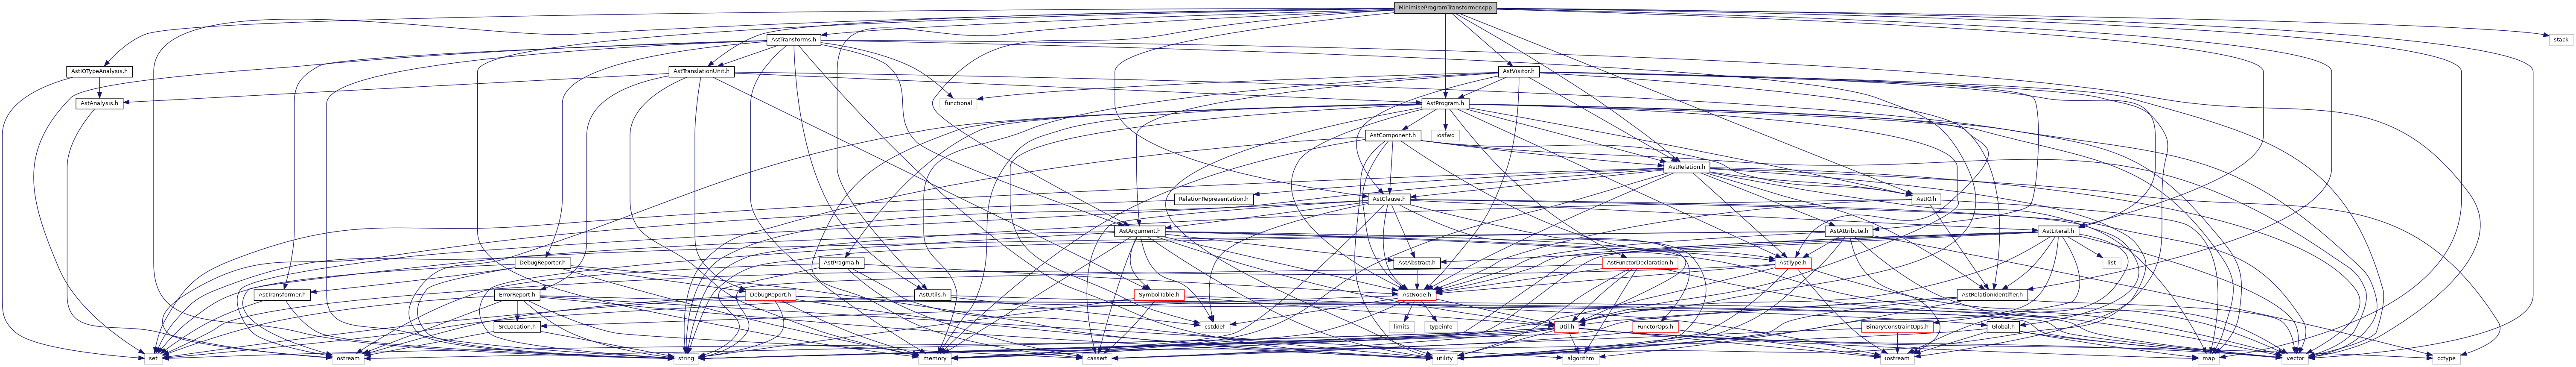 MinimiseProgramTransformer.cpp
AstTransforms.h
stack
AstIOTypeAnalysis.h
AstTranslationUnit.h
AstVisitor.h
AstAnalysis.h
functional
AstProgram.h
AstComponent.h
iosfwd
AstRelation.h
RelationRepresentation.h
AstClause.h
AstIO.h
AstArgument.h
AstAttribute.h
AstLiteral.h
DebugReporter.h
AstPragma.h
AstAbstract.h
AstFunctorDeclaration.h
AstType.h
list
AstTransformer.h
ErrorReport.h
DebugReport.h
AstUtils.h
SymbolTable.h
AstNode.h
AstRelationIdentifier.h
SrcLocation.h
cstddef
limits
typeinfo
Util.h
FunctorOps.h
BinaryConstraintOps.h
Global.h
set
ostream
string
memory
cassert
utility
algorithm
iostream
map
vector
cctype